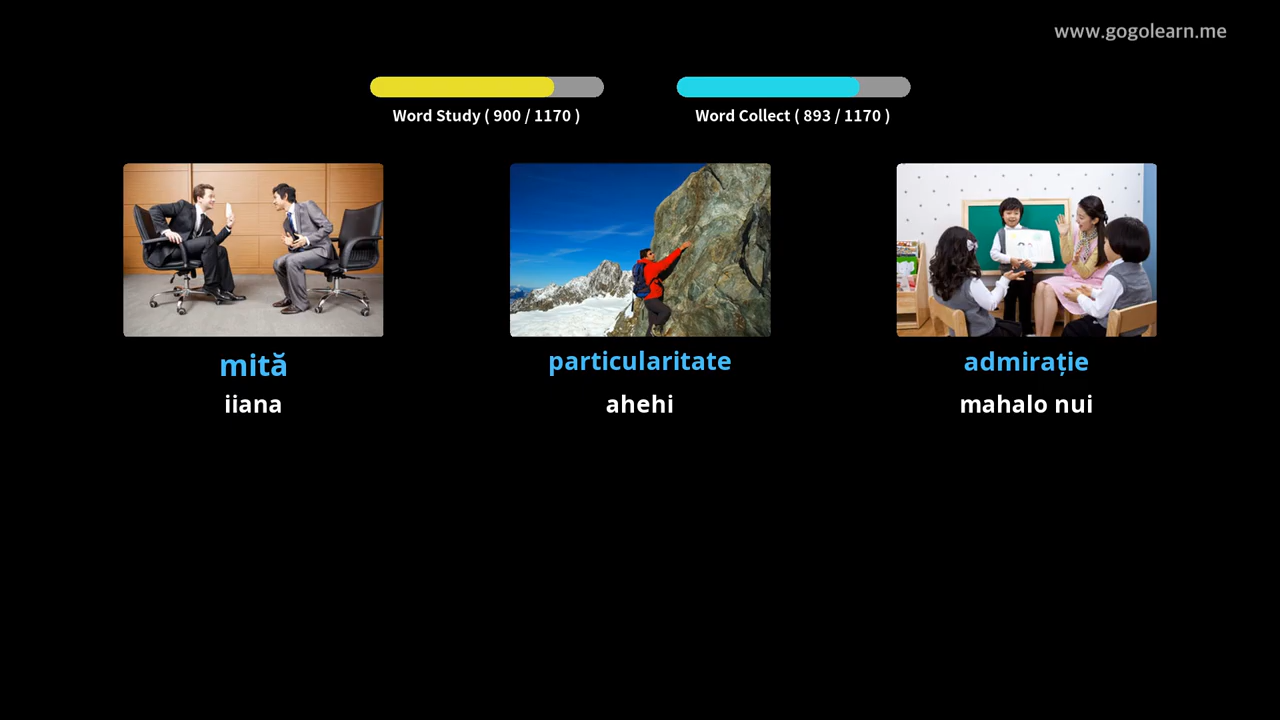 www.gogolearn.me
Word Study ( 900 / 1170 )
Word Collect ( 893 / 1170 )
mită
particularitate
admirație
iiana
ahehi
mahalo nui